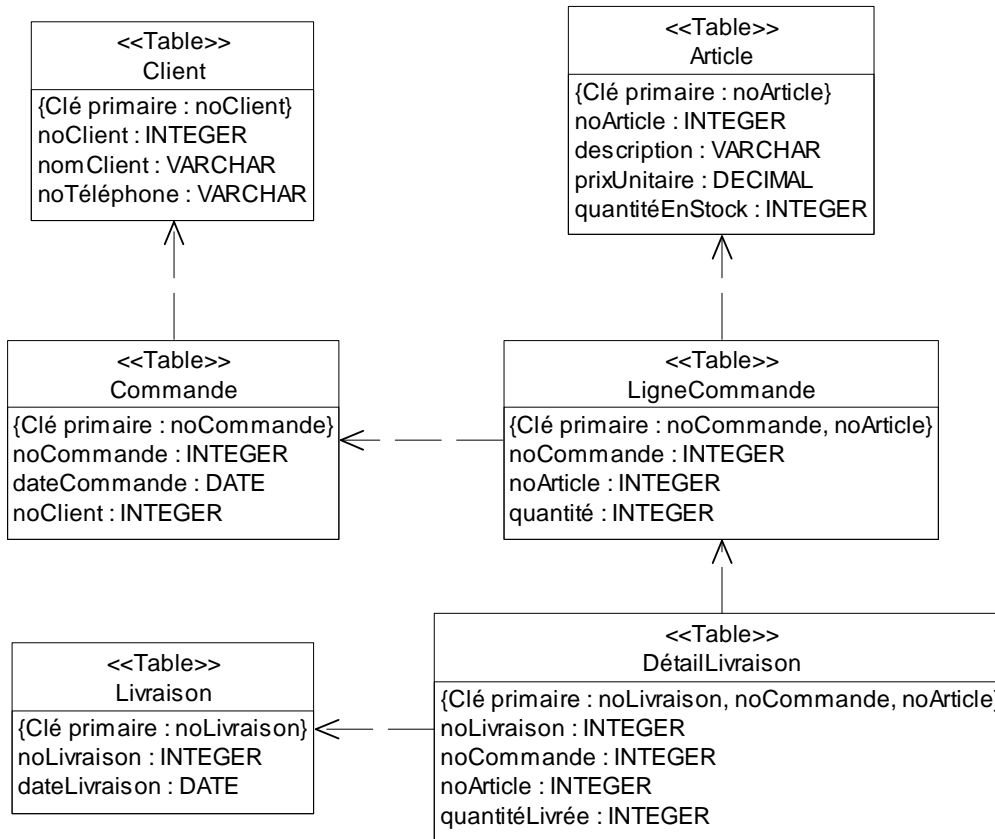 <<Table>>
Client
{Clé primaire : noClient}
noClient : INTEGER
nomClient : VARCHAR
noTéléphone : VARCHAR
<<Table>>
Article
{Clé primaire : noArticle}
noArticle : INTEGER
description : VARCHAR
prixUnitaire : DECIMAL
quantitéEnStock : INTEGER
<<Table>>
Commande
{Clé primaire : noCommande}
noCommande : INTEGER
dateCommande : DATE
noClient : INTEGER
<<Table>>
LigneCommande
{Clé primaire : noCommande, noArticle}
noCommande : INTEGER
noArticle : INTEGER
quantité : INTEGER
<<Table>>
Livraison
{Clé primaire : noLivraison}
noLivraison : INTEGER
dateLivraison : DATE
<<Table>>
DétailLivraison
{Clé primaire : noLivraison, noCommande, noArticle}
noLivraison : INTEGER
noCommande : INTEGER
noArticle : INTEGER
quantitéLivrée : INTEGER